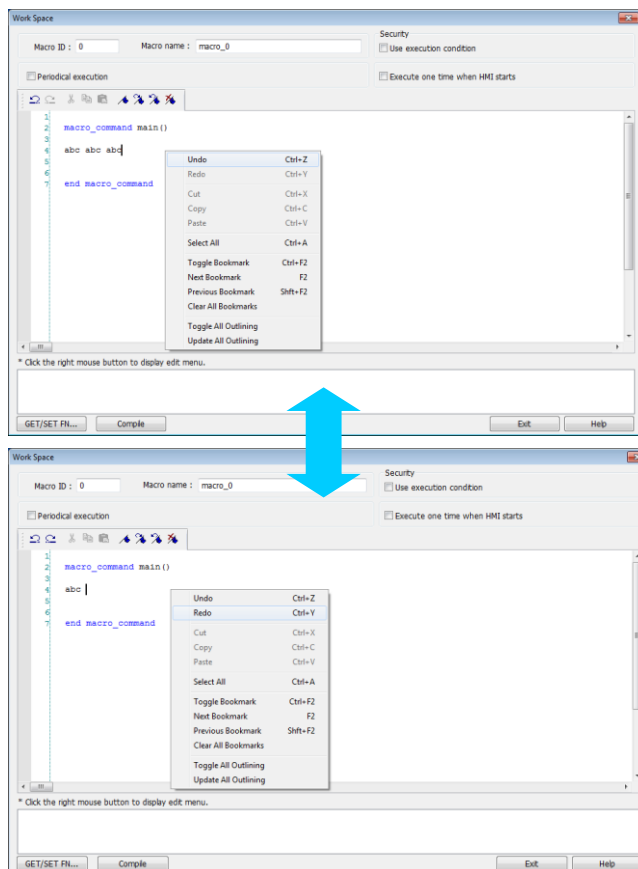 Work Space
Security
Macro ID : 0 Macro name : macro_0 Use execution condition
Periodical execution Execute one time when HMI starts
1
2 macro_command main()
3
4 abc abc abc
5
6
7 end macro_command
Undo Ctrl+Z
Redo Ctrl+Y
Cut Ctrl+X
Copy Ctrl+C
Paste Ctrl+V
Select All Ctrl+A
Toggle Bookmark Ctrl+F2
Next Bookmark F2
Previous Bookmark Shft+F2
Clear All Bookmarks
Toggle All Outlining
Update All Outlining
* Click the right mouse button to display edit menu.
GET/SET FN... Compile Exit Help
Work Space
Security
Macro ID : 0 Macro name : macro_0 Use execution condition
Periodical execution Execute one time when HMI starts
1
2 macro_command main()
3
4 abc
5
6
7 end macro_command
Undo Ctrl+Z
Redo Ctrl+Y
Cut Ctrl+X
Copy Ctrl+C
Paste Ctrl+V
Select All Ctrl+A
Toggle Bookmark Ctrl+F2
Next Bookmark F2
Previous Bookmark Shft+F2
Clear All Bookmarks
Toggle All Outlining
Update All Outlining
* Click the right mouse button to display edit menu.
GET/SET FN... Compile Exit Help